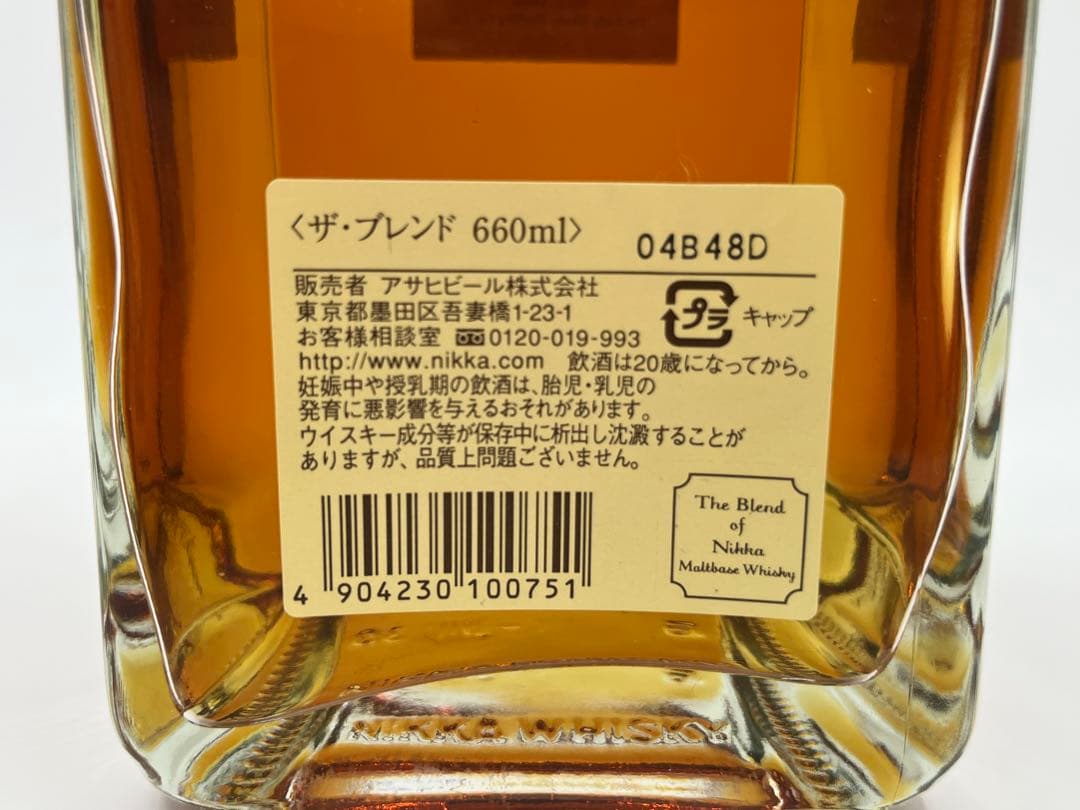 〈ザ・ブレンド 660ml〉 04B48D
販売者 アサヒビール株式会社
東京都墨田区吾妻橋1-23-1
お客様相談室 0120-019-993
プラ キャップ
http://www.nikka.com 飲酒は20歳になってから。
妊娠中や授乳期の飲酒は、胎児・乳児の
発育に悪影響を与えるおそれがあります。
ウイスキー成分等が保存中に析出し沈澱することが
ありますが、品質上問題ございません。
4 904230 100751
The Blend
of
Nikka
Maltbase Whisky
NIKKA WHISKY